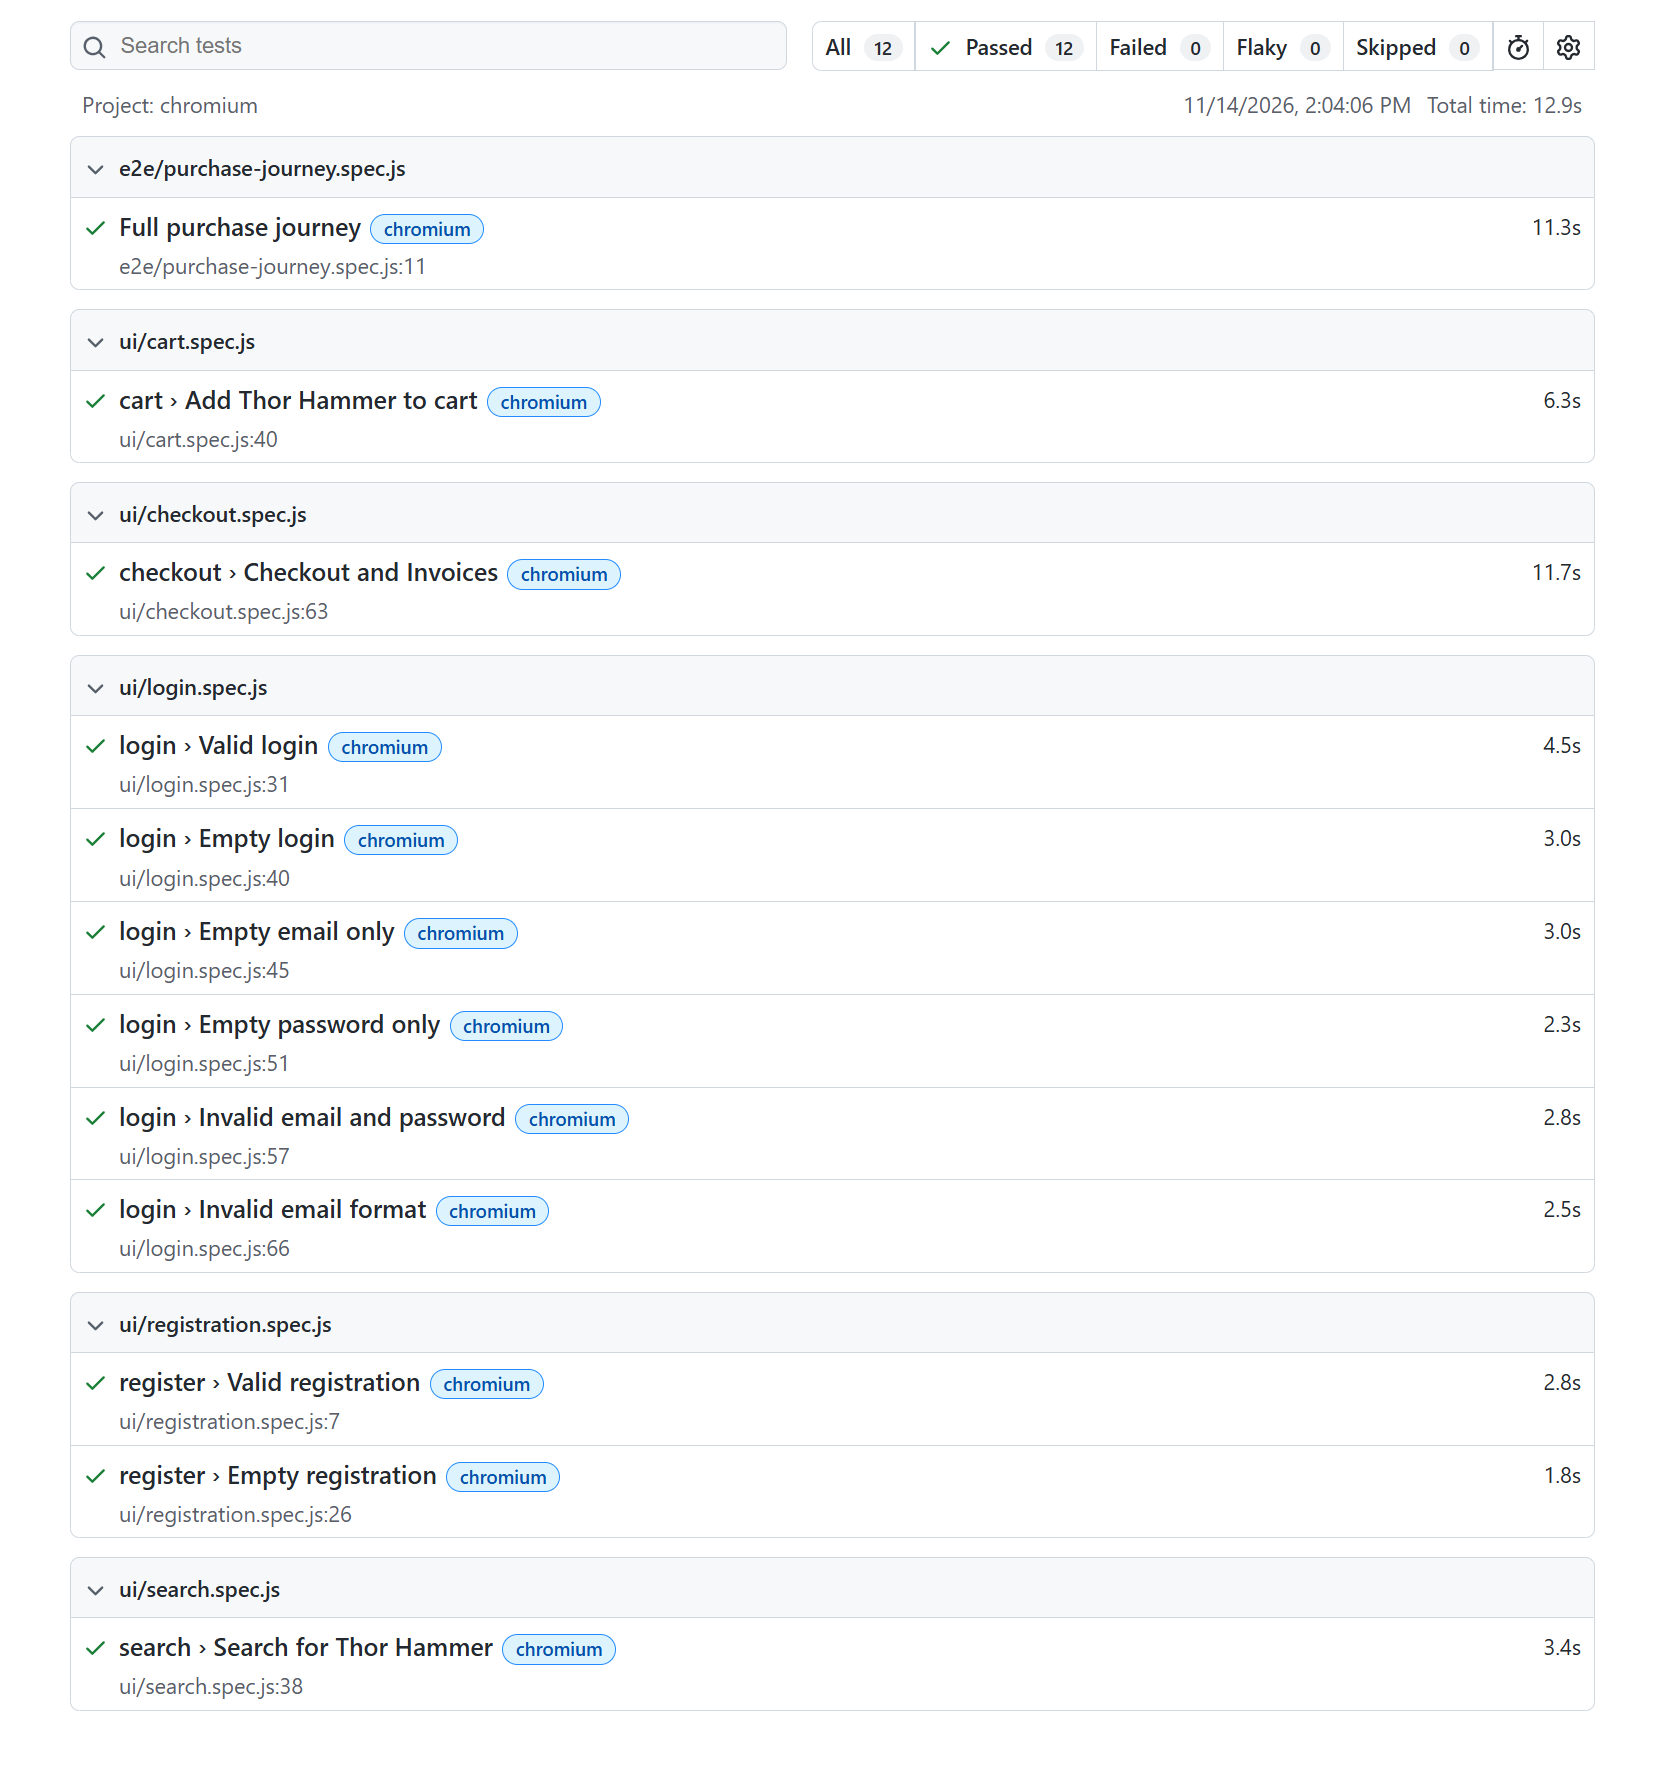 Search tests
All 12 Passed 12 Failed 0 Flaky 0 Skipped 0
Project: chromium 11/14/2026, 2:04:06 PM Total time: 12.9s
e2e/purchase-journey.spec.js
Full purchase journey chromium 11.3s
e2e/purchase-journey.spec.js:11
ui/cart.spec.js
cart › Add Thor Hammer to cart chromium 6.3s
ui/cart.spec.js:40
ui/checkout.spec.js
checkout › Checkout and Invoices chromium 11.7s
ui/checkout.spec.js:63
ui/login.spec.js
login › Valid login chromium 4.5s
ui/login.spec.js:31
login › Empty login chromium 3.0s
ui/login.spec.js:40
login › Empty email only chromium 3.0s
ui/login.spec.js:45
login › Empty password only chromium 2.3s
ui/login.spec.js:51
login › Invalid email and password chromium 2.8s
ui/login.spec.js:57
login › Invalid email format chromium 2.5s
ui/login.spec.js:66
ui/registration.spec.js
register › Valid registration chromium 2.8s
ui/registration.spec.js:7
register › Empty registration chromium 1.8s
ui/registration.spec.js:26
ui/search.spec.js
search › Search for Thor Hammer chromium 3.4s
ui/search.spec.js:38